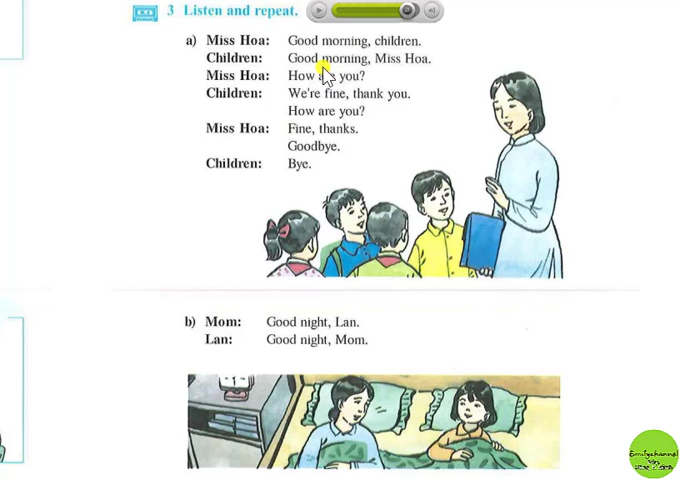 3 Listen and repeat.
a) Miss Hoa: Good morning, children.
Children: Good morning, Miss Hoa.
Miss Hoa: How are you?
Children: We're fine, thank you.
How are you?
Miss Hoa: Fine, thanks.
Goodbye.
Children: Bye.
b) Mom: Good night, Lan.
Lan: Good night, Mom.
Emilychannel